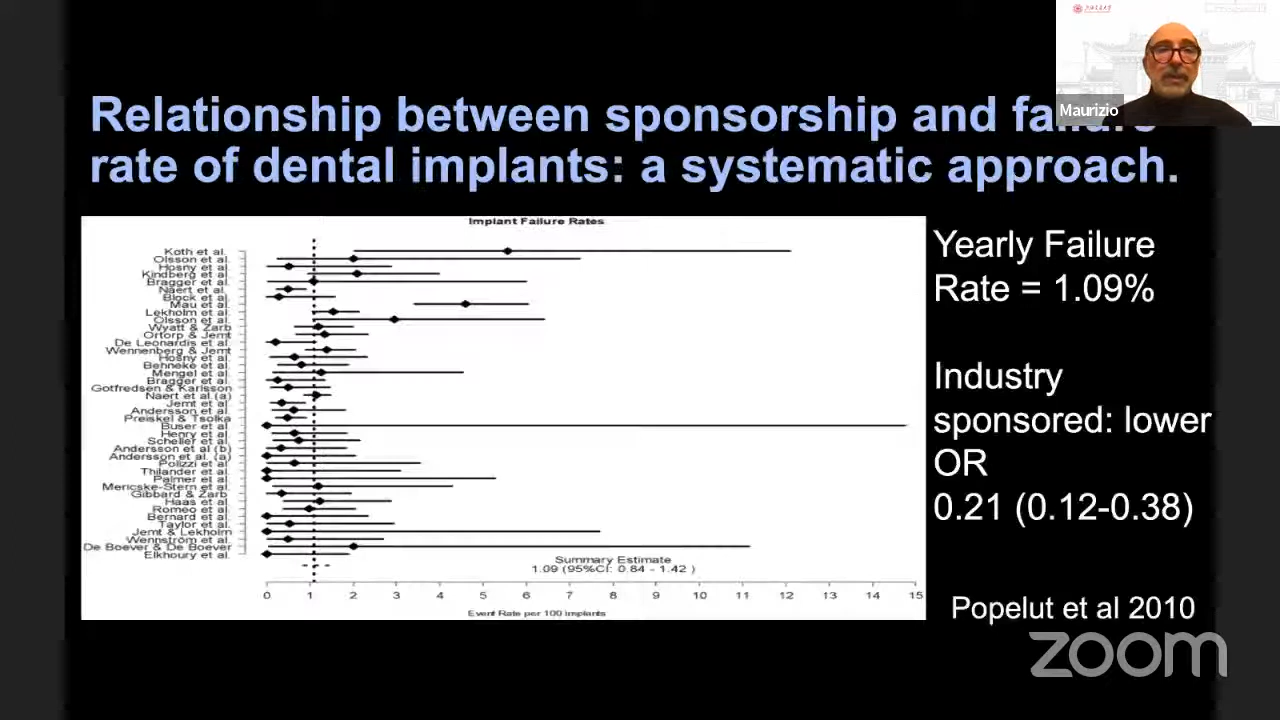 Maurizio
Relationship between sponsorship and failure
rate of dental implants: a systematic approach.
Implant Failure Rates
Koth et al.
Olsson et al.
Hosny et al.
Kindberg et al.
Bragger et al.
Naert et al.
Block et al.
Mau et al.
Lekholm et al.
Olsson et al.
Wyatt & Zarb
Ortorp & Jemt
De Leonardis et al.
Wennenberg & Jemt
Hosny et al.
Behneke et al.
Mengel et al.
Bragger et al.
Gotfredsen & Karlsson
Naert et al.(a)
Jemt et al.
Andersson et al.
Preiskel & Tsolka
Buser et al.
Henry et al.
Scheller et al.
Andersson et al (b)
Andersson et al. (a)
Polizzi et al
Thilander et al.
Palmer et al.
Mericske-Stern et al.
Gibbard & Zarb
Haas et al.
Romeo et al.
Bernard et al.
Taylor et al.
Jemt & Lekholm
Wennström et al.
De Boever & De Boever
Elkhoury et al.
Summary Estimate
1.09 (95%CI: 0.84 - 1.42 )
0 1 2 3 4 5 6 7 8 9 10 11 12 13 14 15
Event Rate per 100 Implants
Yearly Failure
Rate = 1.09%
Industry
sponsored: lower
OR
0.21 (0.12-0.38)
Popelut et al 2010
zoom